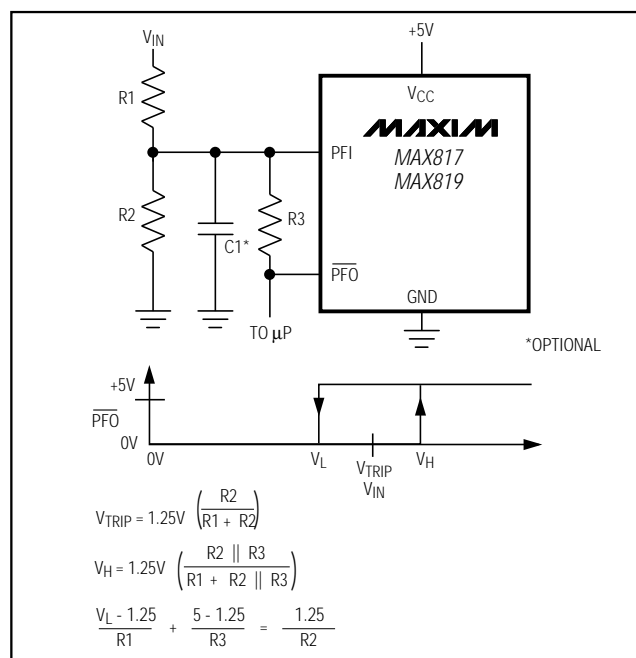 V_IN
+5V
R1
V_CC
MAXIM
PFI
MAX817
MAX819
R2
R3
C1*
P̅F̅O̅
GND
TO µP
*OPTIONAL
+5V
P̅F̅O̅
0V
0V
V_L
V_TRIP
V_H
V_IN
V_TRIP = 1.25V (R2 / (R1 + R2))
V_H = 1.25V (R2 || R3 / (R1 + R2 || R3))
(V_L - 1.25) / R1 + (5 - 1.25) / R3 = 1.25 / R2